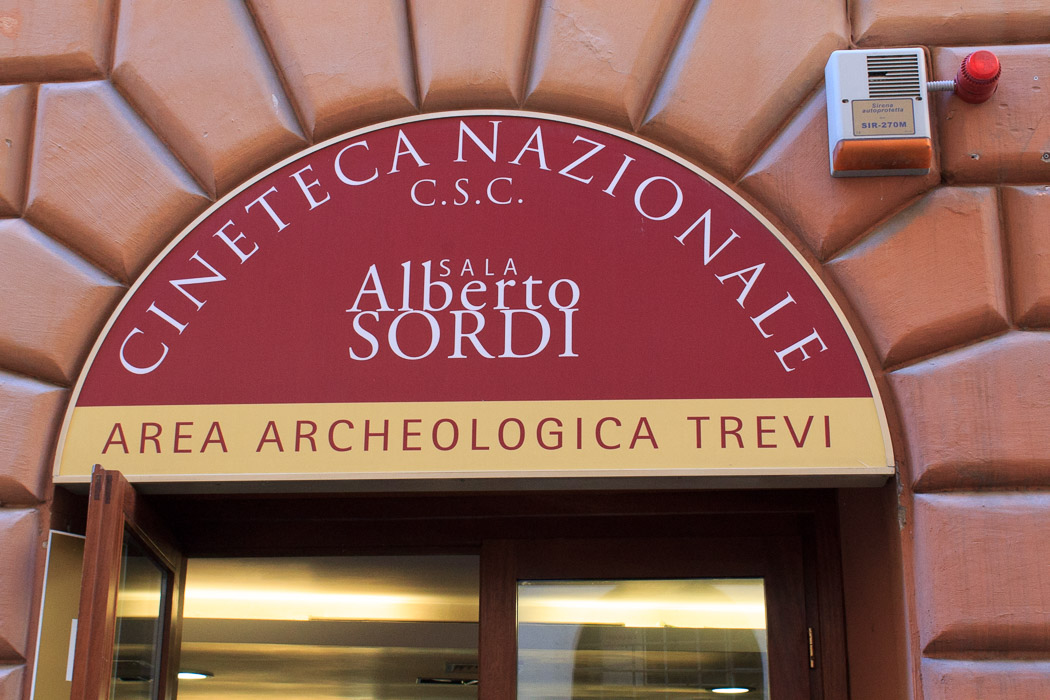 CINETECA NAZIONALE
C.S.C.
SALA
Alberto
SORDI
AREA ARCHEOLOGICA TREVI
Sirena
autoprotetta
SIR-270M